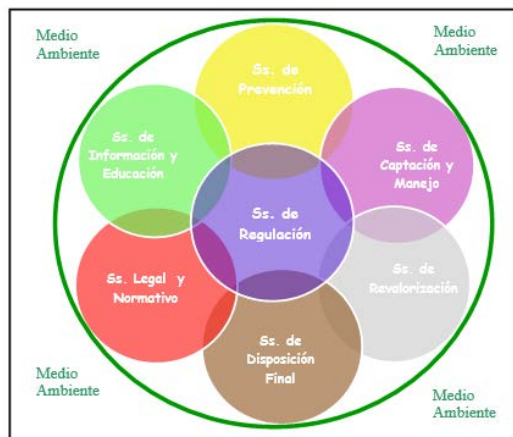 Medio
Ambiente
Medio
Ambiente
Ss. de
Prevención
Ss. de
Información y
Educación
Ss. de
Captación y
Manejo
Ss. de
Regulación
Ss. Legal y
Normativo
Ss. de
Revalorización
Ss. de
Disposición
Final
Medio
Ambiente
Medio
Ambiente